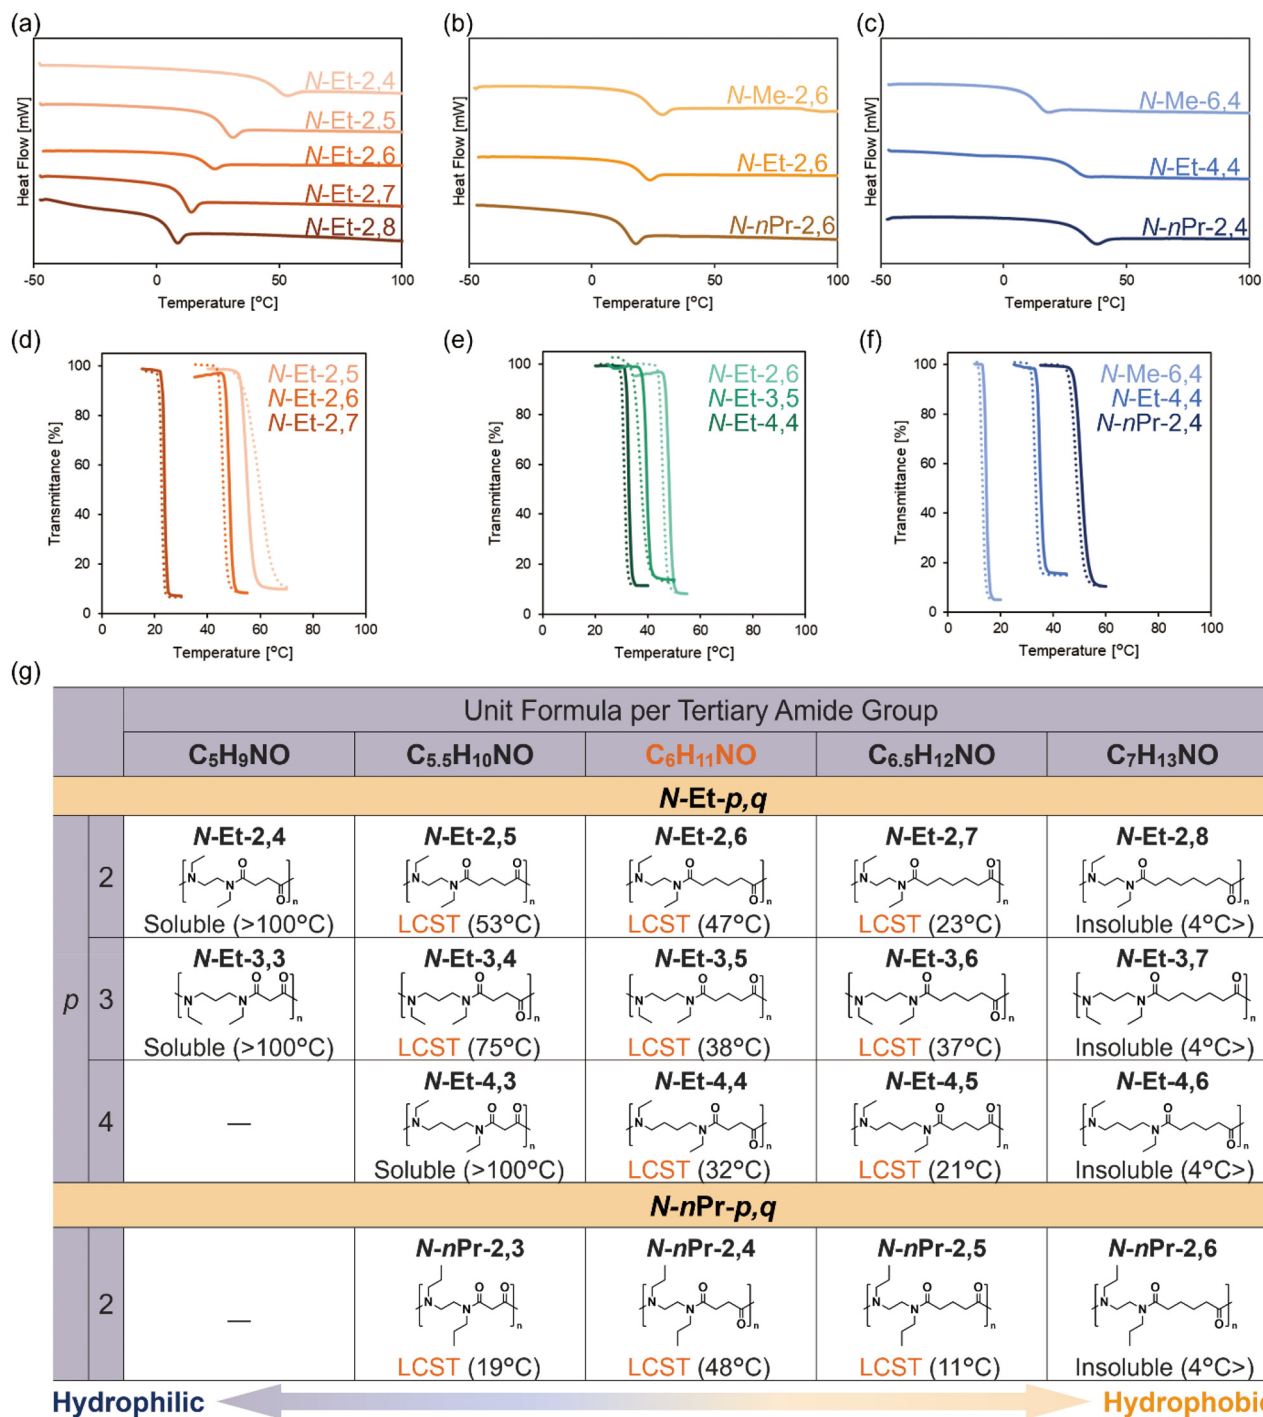 (a)
Heat Flow [mW]
N-Et-2,4
N-Et-2,5
N-Et-2,6
N-Et-2,7
N-Et-2,8
-50 0 50 100
Temperature [°C]
(b)
Heat Flow [mW]
N-Me-2,6
N-Et-2,6
N-nPr-2,6
-50 0 50 100
Temperature [°C]
(c)
Heat Flow [mW]
N-Me-6,4
N-Et-4,4
N-nPr-2,4
-50 0 50 100
Temperature [°C]
(d)
Transmittance [%]
100
80
60
40
20
0
N-Et-2,5
N-Et-2,6
N-Et-2,7
0 20 40 60 80 100
Temperature [°C]
(e)
Transmittance [%]
100
80
60
40
20
0
N-Et-2,6
N-Et-3,5
N-Et-4,4
0 20 40 60 80 100
Temperature [°C]
(f)
Transmittance [%]
100
80
60
40
20
0
N-Me-6,4
N-Et-4,4
N-nPr-2,4
0 20 40 60 80 100
Temperature [°C]
(g)
Unit Formula per Tertiary Amide Group
C5H9NO C5.5H10NO C6H11NO C6.5H12NO C7H13NO
N-Et-p,q
p
2
N-Et-2,4 N-Et-2,5 N-Et-2,6 N-Et-2,7 N-Et-2,8
Soluble (>100°C) LCST (53°C) LCST (47°C) LCST (23°C) Insoluble (4°C>)
3
N-Et-3,3 N-Et-3,4 N-Et-3,5 N-Et-3,6 N-Et-3,7
Soluble (>100°C) LCST (75°C) LCST (38°C) LCST (37°C) Insoluble (4°C>)
4
— N-Et-4,3 N-Et-4,4 N-Et-4,5 N-Et-4,6
Soluble (>100°C) LCST (32°C) LCST (21°C) Insoluble (4°C>)
N-nPr-p,q
2
— N-nPr-2,3 N-nPr-2,4 N-nPr-2,5 N-nPr-2,6
LCST (19°C) LCST (48°C) LCST (11°C) Insoluble (4°C>)
Hydrophilic Hydrophobic